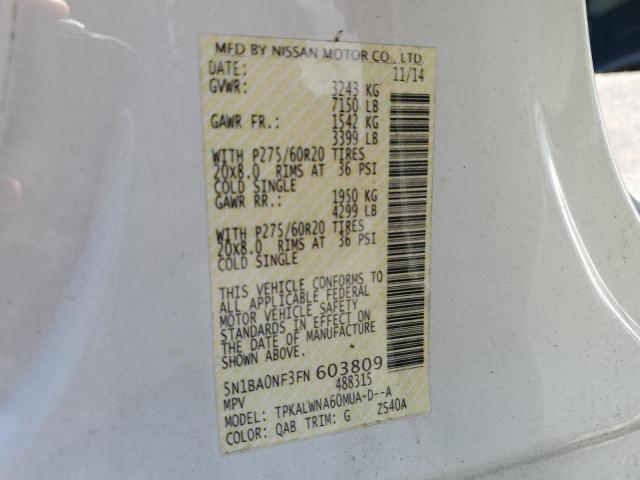 MFD BY NISSAN MOTOR CO., LTD.
DATE: 11/14
GVWR: 3243 KG
7150 LB
GAWR FR.: 1542 KG
3399 LB
WITH P275/60R20 TIRES
20X8.0 RIMS AT 36 PSI
COLD SINGLE
GAWR RR.: 1950 KG
4299 LB
WITH P275/60R20 TIRES
20X8.0 RIMS AT 36 PSI
COLD SINGLE
THIS VEHICLE CONFORMS TO
ALL APPLICABLE FEDERAL
MOTOR VEHICLE SAFETY
STANDARDS IN EFFECT ON
THE DATE OF MANUFACTURE
SHOWN ABOVE.
5N1BA0NF3FN 603809
MPV 488315
MODEL: TPKALWNA60MUA-D--A
COLOR: QAB TRIM: G ZS40A